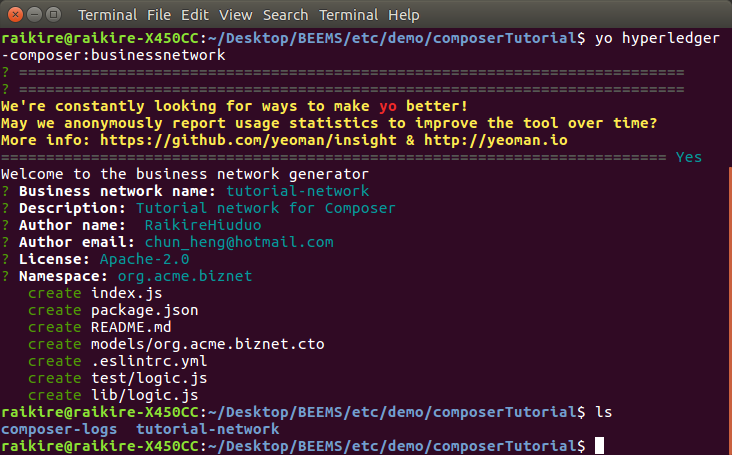 Terminal File Edit View Search Terminal Help
raikire@raikire-X450CC:~/Desktop/BEEMS/etc/demo/composerTutorial$ yo hyperledger
-composer:businessnetwork
? ==========================================================================
? ==========================================================================
We're constantly looking for ways to make yo better!
May we anonymously report usage statistics to improve the tool over time?
More info: https://github.com/yeoman/insight & http://yeoman.io
========================================================================== Yes
Welcome to the business network generator
? Business network name: tutorial-network
? Description: Tutorial network for Composer
? Author name:  RaikireHiuduo
? Author email: chun_heng@hotmail.com
? License: Apache-2.0
? Namespace: org.acme.biznet
   create index.js
   create package.json
   create README.md
   create models/org.acme.biznet.cto
   create .eslintrc.yml
   create test/logic.js
   create lib/logic.js
raikire@raikire-X450CC:~/Desktop/BEEMS/etc/demo/composerTutorial$ ls
composer-logs  tutorial-network
raikire@raikire-X450CC:~/Desktop/BEEMS/etc/demo/composerTutorial$